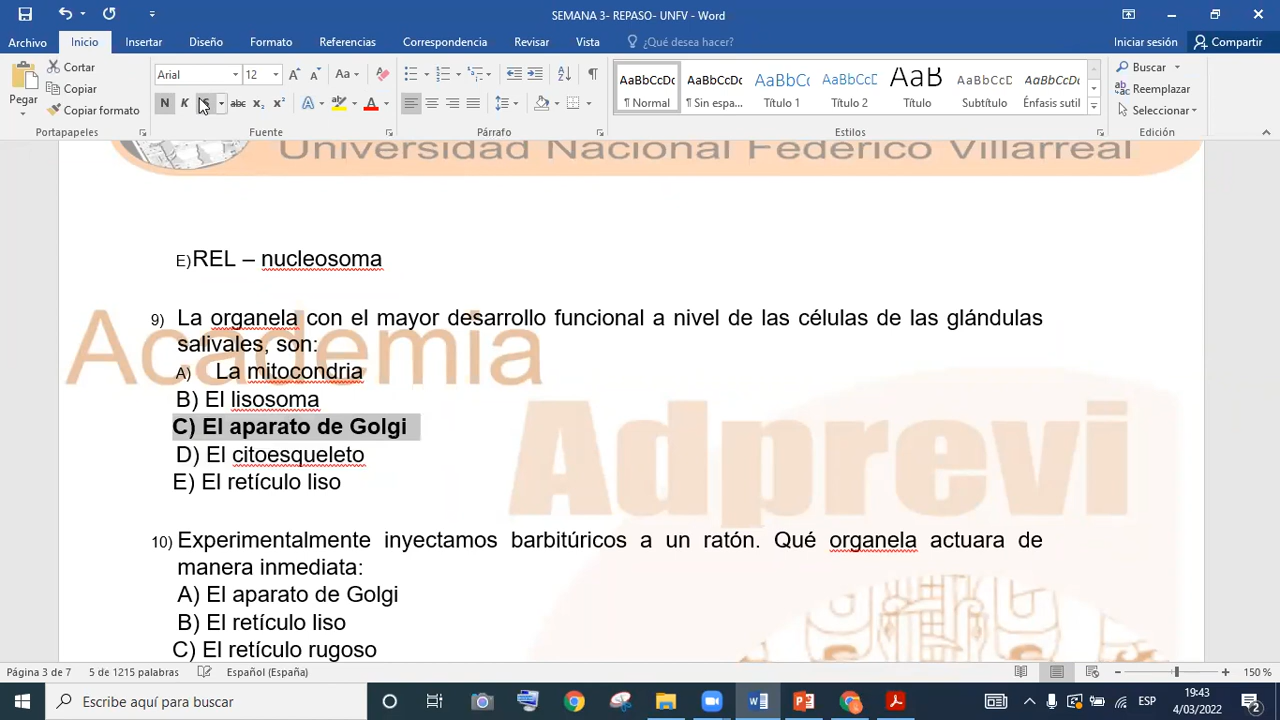 SEMANA 3- REPASO- UNFV - Word
Archivo Inicio Insertar Diseño Formato Referencias Correspondencia Revisar Vista ¿Qué desea hacer? Iniciar sesión Compartir
Pegar Cortar Copiar Copiar formato
Arial 12 Aa
N K abc x₂ x² A A
AaBbCcDc AaBbCcDc AaBbCc AaBbCcC AaB AaBbCcD AaBbCcDc
¶ Normal ¶ Sin espa... Título 1 Título 2 Título Subtítulo Énfasis sutil
Buscar Reemplazar Seleccionar
Portapapeles Fuente Párrafo Estilos Edición
Universidad Nacional Federico Villarreal
E) REL – nucleosoma
Academia
Adprevi
9) La organela con el mayor desarrollo funcional a nivel de las células de las glándulas
salivales, son:
A) La mitocondria
B) El lisosoma
C) El aparato de Golgi
D) El citoesqueleto
E) El retículo liso
10) Experimentalmente inyectamos barbitúricos a un ratón. Qué organela actuara de
manera inmediata:
A) El aparato de Golgi
B) El retículo liso
C) El retículo rugoso
Página 3 de 7 5 de 1215 palabras Español (España) 150 %
Escribe aquí para buscar ESP 19:43
4/03/2022 2